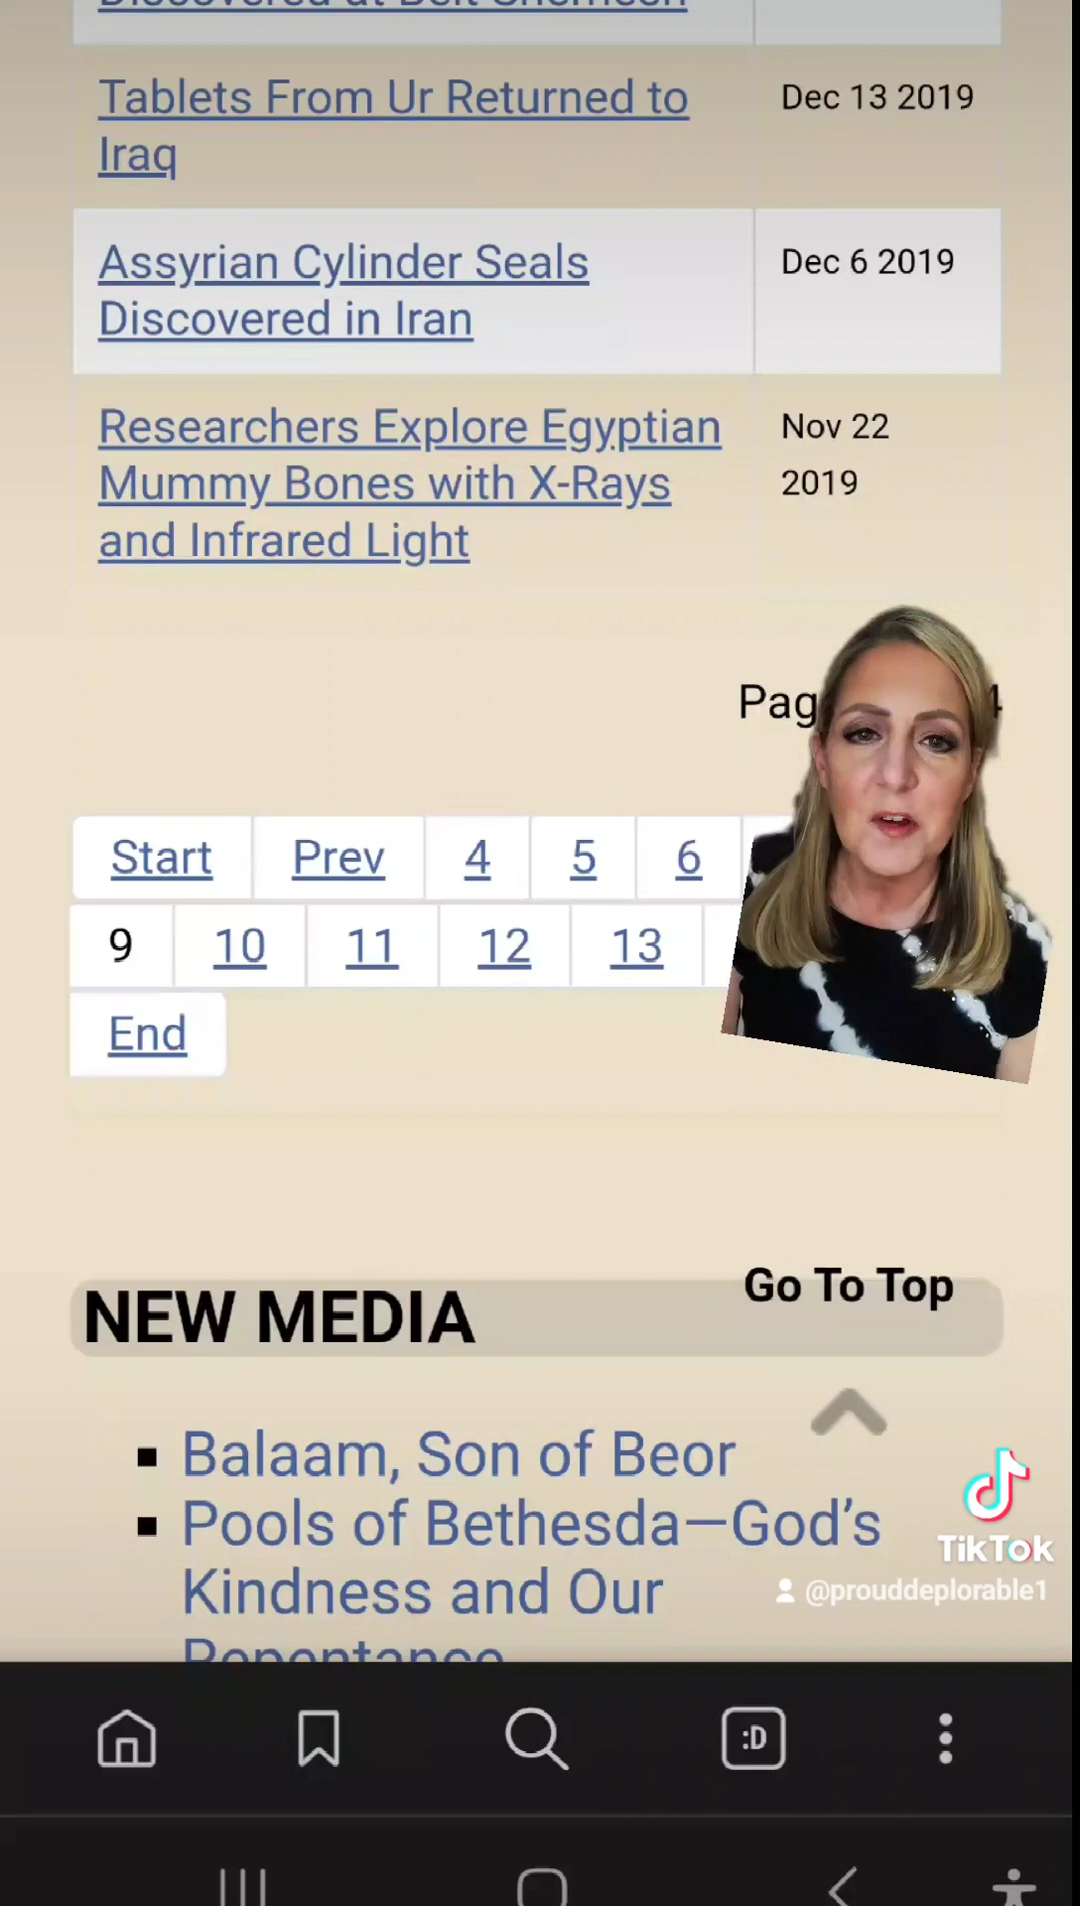 Tablets From Ur Returned to
Iraq
Dec 13 2019
Assyrian Cylinder Seals
Discovered in Iran
Dec 6 2019
Researchers Explore Egyptian
Mummy Bones with X-Rays
and Infrared Light
Nov 22
2019
Start Prev 4 5 6
9 10 11 12 13
End
Go To Top
NEW MEDIA
Balaam, Son of Beor
Pools of Bethesda—God's
Kindness and Our
Repentance
TikTok
@prouddeplorable1
:D